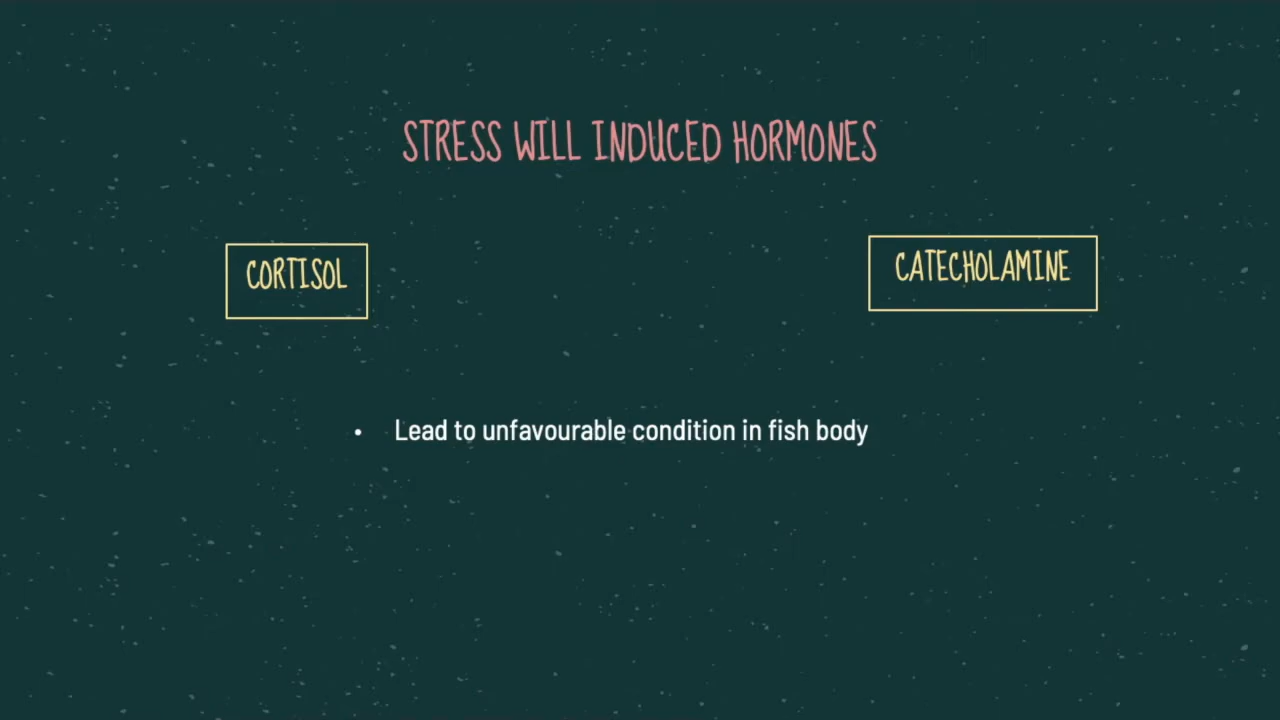 STRESS WILL INDUCED HORMONES
CORTISOL
CATECHOLAMINE
• Lead to unfavourable condition in fish body